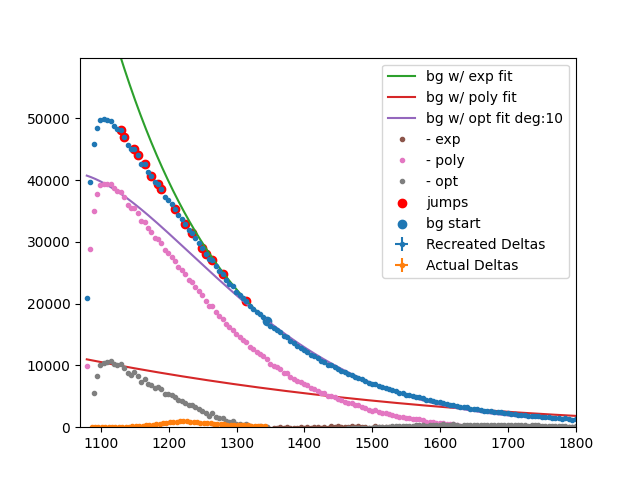 bg w/ exp fit
bg w/ poly fit
bg w/ opt fit deg:10
- exp
- poly
- opt
jumps
bg start
Recreated Deltas
Actual Deltas
50000
40000
30000
20000
10000
0
1100 1200 1300 1400 1500 1600 1700 1800